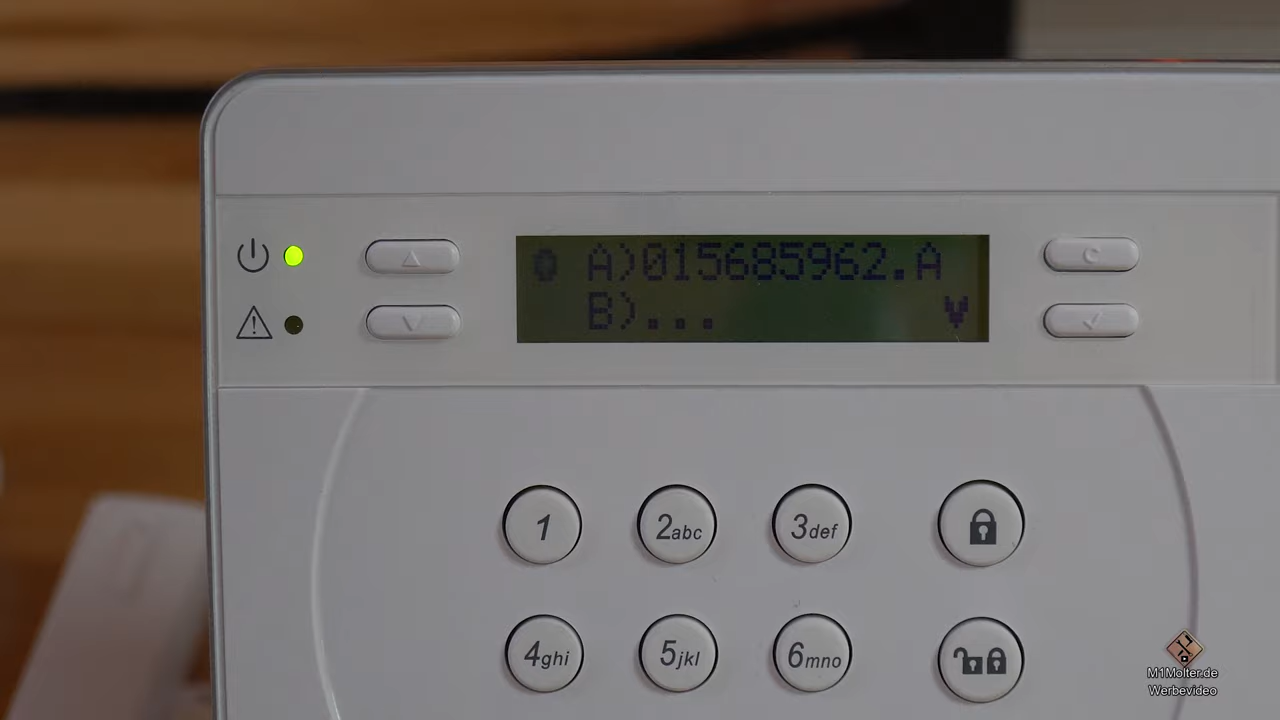 A)015685962.A
B)...
C
1
2abc
3def
4ghi
5jkl
6mno
M1Molter.de
Werbevideo